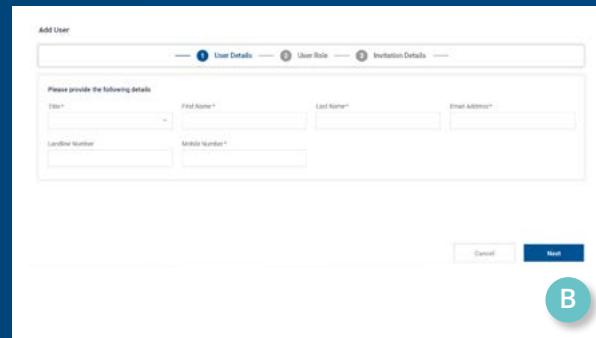 Add User
1 User Details 2 User Role 3 Invitation Details
Please provide the following details
Title* First Name* Last Name* Email Address*
Landline Number Mobile Number*
Cancel Next
B